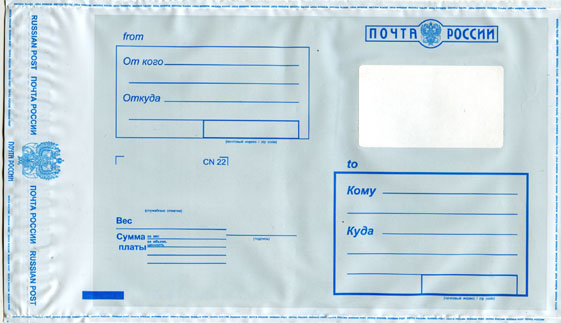 RUSSIAN POST ПОЧТА РОССИИ
ПОЧТА РОССИИ
ПОЧТА РОССИИ RUSSIAN POST
from
От кого
Откуда
ПОЧТА РОССИИ
CN 22
to
Кому
Куда
Вес
Сумма
платы
(подпись)